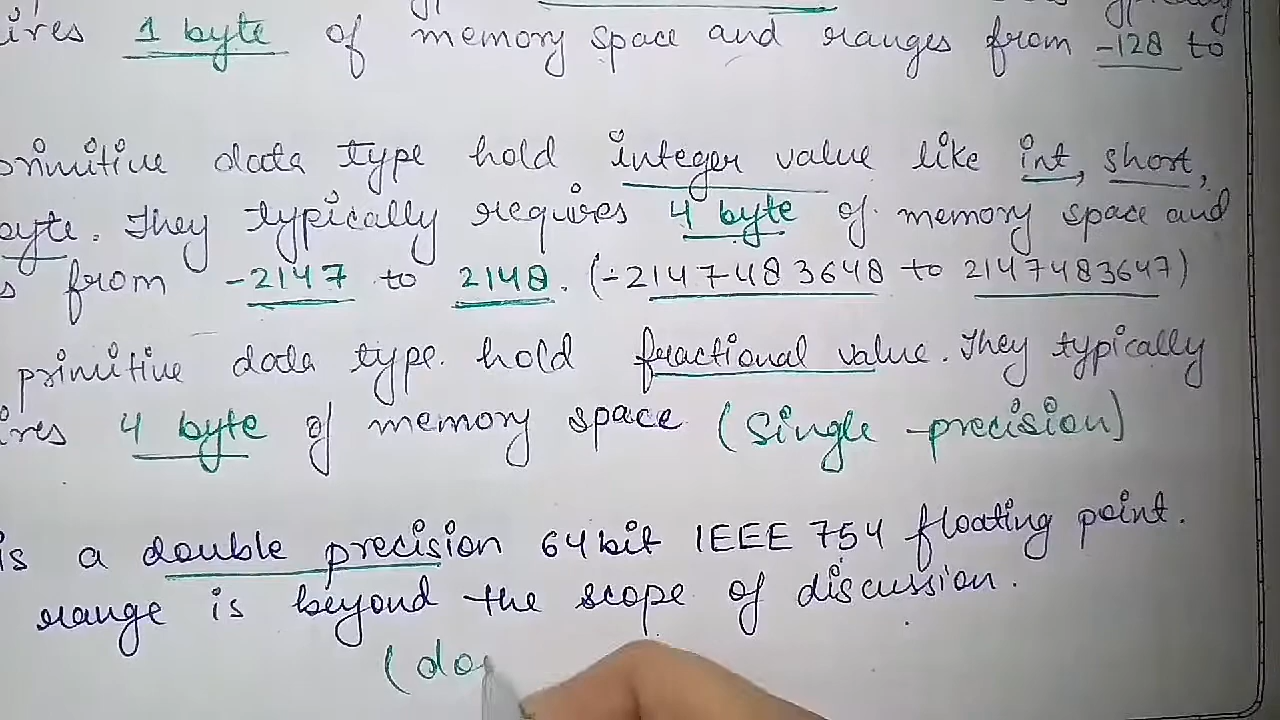 ires 1 byte of memory space and ranges from -128 to
primitive data type hold integer value like int, short,
byte. They typically requires 4 byte of memory space and
s from -2147 to 2148. (-2147483648 to 2147483647)
primitive data type. hold fractional value. They typically
ires 4 byte of memory space (Single -precision)
is a double precision 64 bit IEEE 754 floating point.
range is beyond the scope of discussion.
(do